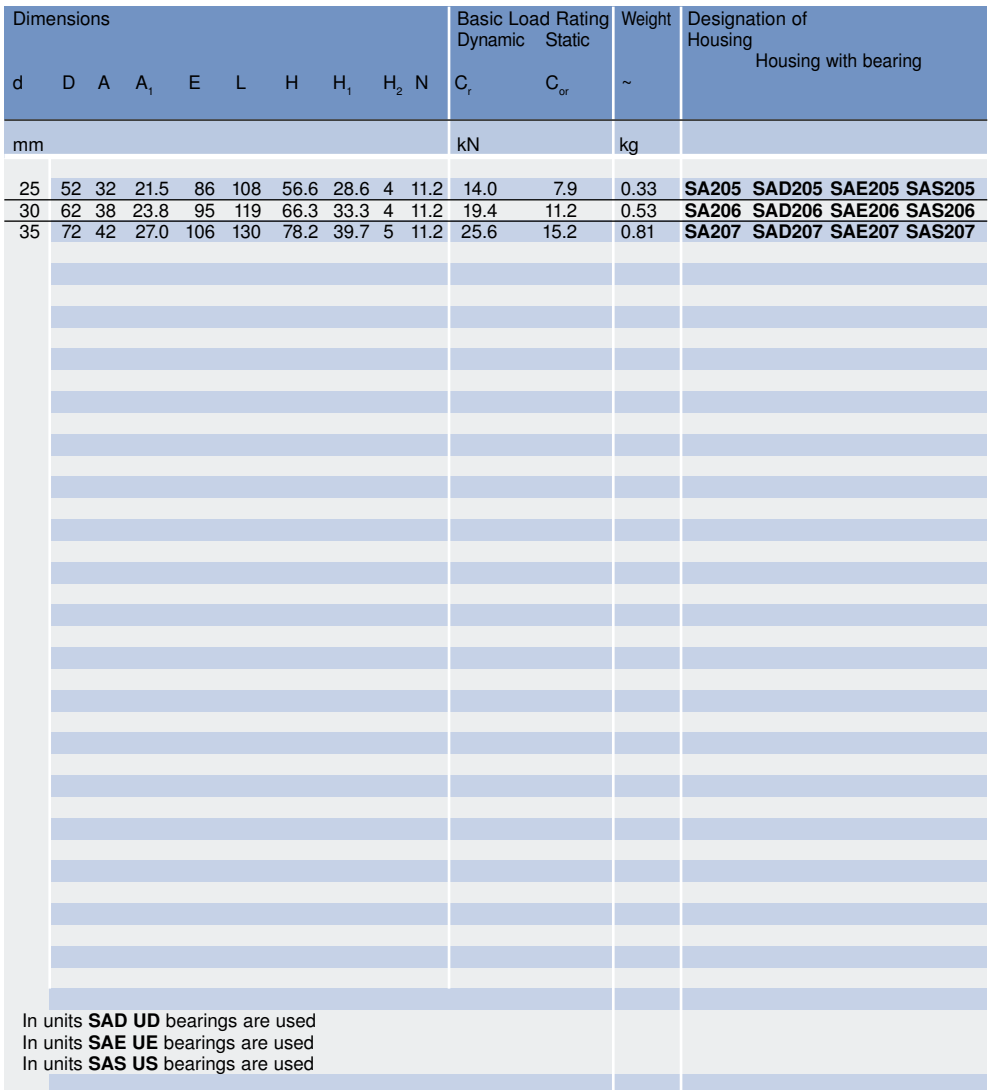 Dimensions Basic Load Rating Weight Designation of
Dynamic Static Housing
Housing with bearing
d D A A₁ E L H H₁ H₂ N Cᵣ Cₒᵣ ~
mm kN kg
25 52 32 21.5 86 108 56.6 28.6 4 11.2 14.0 7.9 0.33 SA205 SAD205 SAE205 SAS205
30 62 38 23.8 95 119 66.3 33.3 4 11.2 19.4 11.2 0.53 SA206 SAD206 SAE206 SAS206
35 72 42 27.0 106 130 78.2 39.7 5 11.2 25.6 15.2 0.81 SA207 SAD207 SAE207 SAS207
In units SAD UD bearings are used
In units SAE UE bearings are used
In units SAS US bearings are used